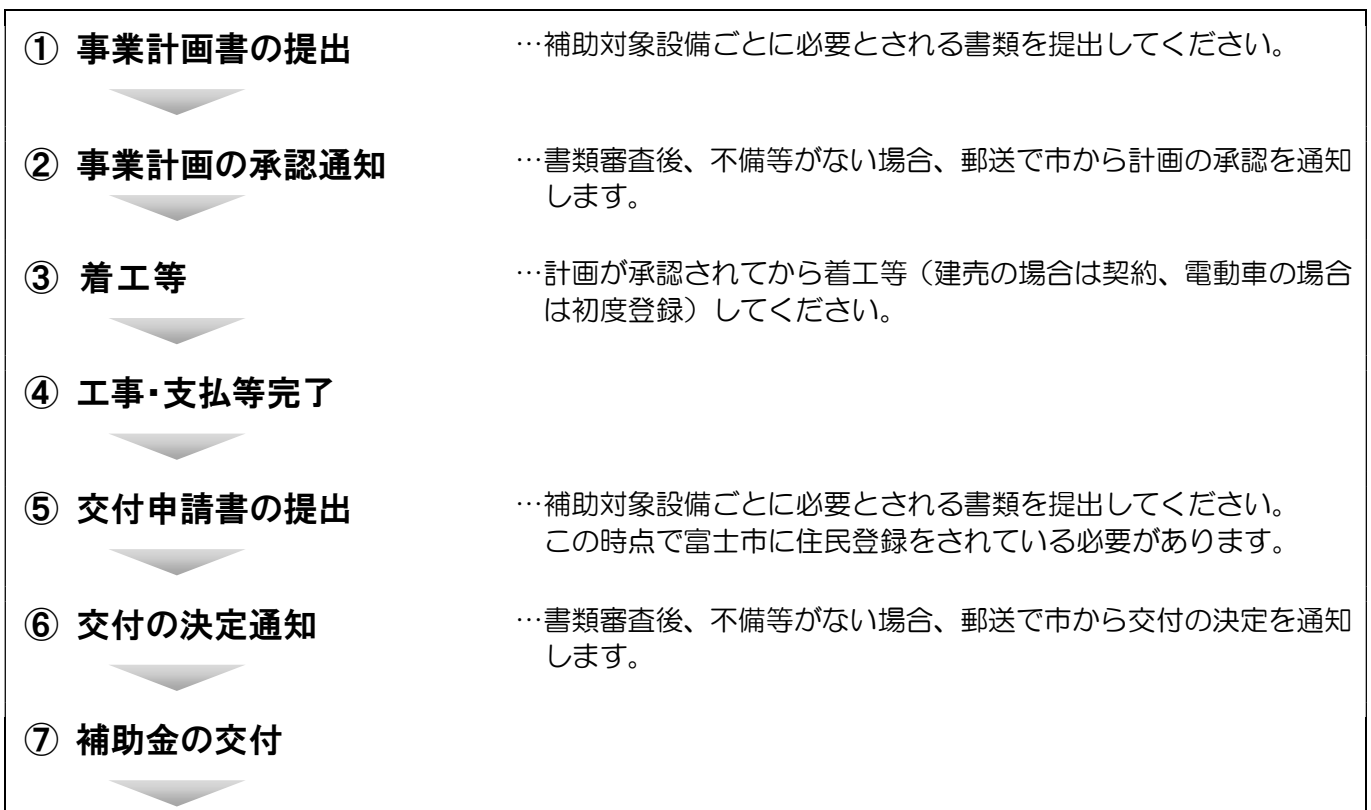 ① 事業計画書の提出 …補助対象設備ごとに必要とされる書類を提出してください。
② 事業計画の承認通知 …書類審査後、不備等がない場合、郵送で市から計画の承認を通知
します。
③ 着工等 …計画が承認されてから着工等（建売の場合は契約、電動車の場合
は初度登録）してください。
④ 工事・支払等完了
⑤ 交付申請書の提出 …補助対象設備ごとに必要とされる書類を提出してください。
この時点で富士市に住民登録をされている必要があります。
⑥ 交付の決定通知 …書類審査後、不備等がない場合、郵送で市から交付の決定を通知
します。
⑦ 補助金の交付